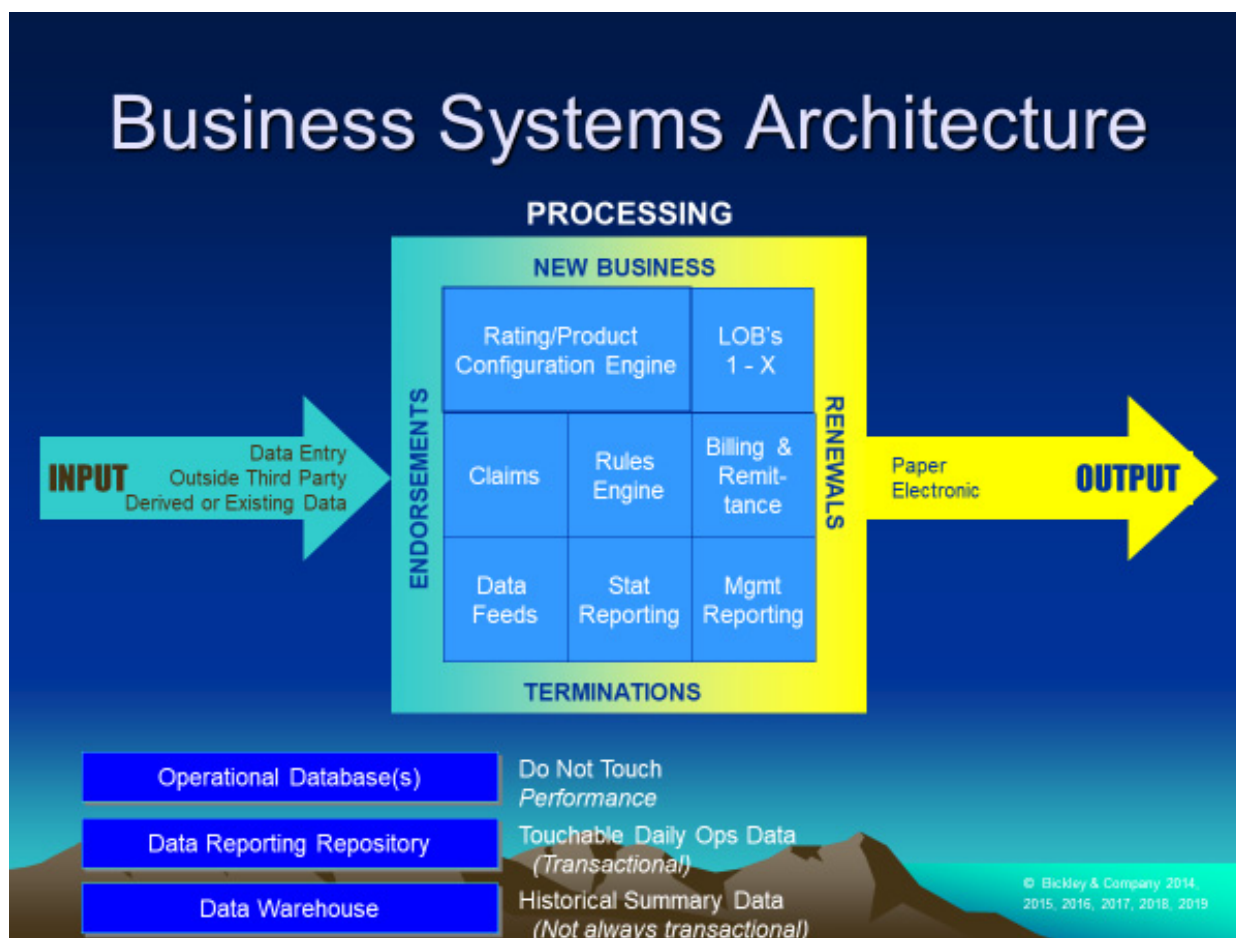 Business Systems Architecture
PROCESSING
NEW BUSINESS
Rating/Product
Configuration Engine
LOB's
1 - X
ENDORSEMENTS
Claims
Rules
Engine
Billing &
Remit-
tance
RENEWALS
Data
Feeds
Stat
Reporting
Mgmt
Reporting
TERMINATIONS
INPUT
Data Entry
Outside Third Party
Derived or Existing Data
Paper
Electronic
OUTPUT
Operational Database(s)
Do Not Touch
Performance
Data Reporting Repository
Touchable Daily Ops Data
(Transactional)
Data Warehouse
Historical Summary Data
(Not always transactional)
© Bickley & Company 2014,
2015, 2016, 2017, 2018, 2019